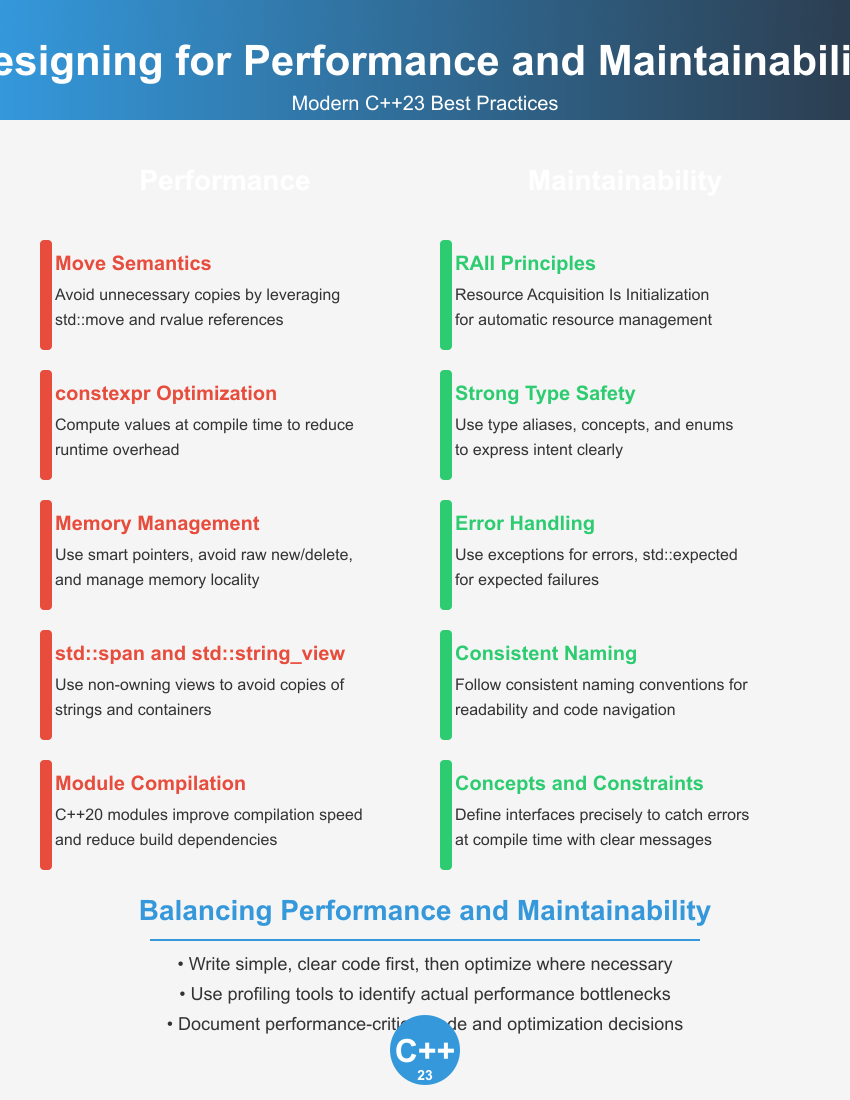 esigning for Performance and Maintainabili
Modern C++23 Best Practices
Performance
Maintainability
Move Semantics
Avoid unnecessary copies by leveraging
std::move and rvalue references
constexpr Optimization
Compute values at compile time to reduce
runtime overhead
Memory Management
Use smart pointers, avoid raw new/delete,
and manage memory locality
std::span and std::string_view
Use non-owning views to avoid copies of
strings and containers
Module Compilation
C++20 modules improve compilation speed
and reduce build dependencies
RAII Principles
Resource Acquisition Is Initialization
for automatic resource management
Strong Type Safety
Use type aliases, concepts, and enums
to express intent clearly
Error Handling
Use exceptions for errors, std::expected
for expected failures
Consistent Naming
Follow consistent naming conventions for
readability and code navigation
Concepts and Constraints
Define interfaces precisely to catch errors
at compile time with clear messages
Balancing Performance and Maintainability
• Write simple, clear code first, then optimize where necessary
• Use profiling tools to identify actual performance bottlenecks
• Document performance-critic de and optimization decisions
C++
23